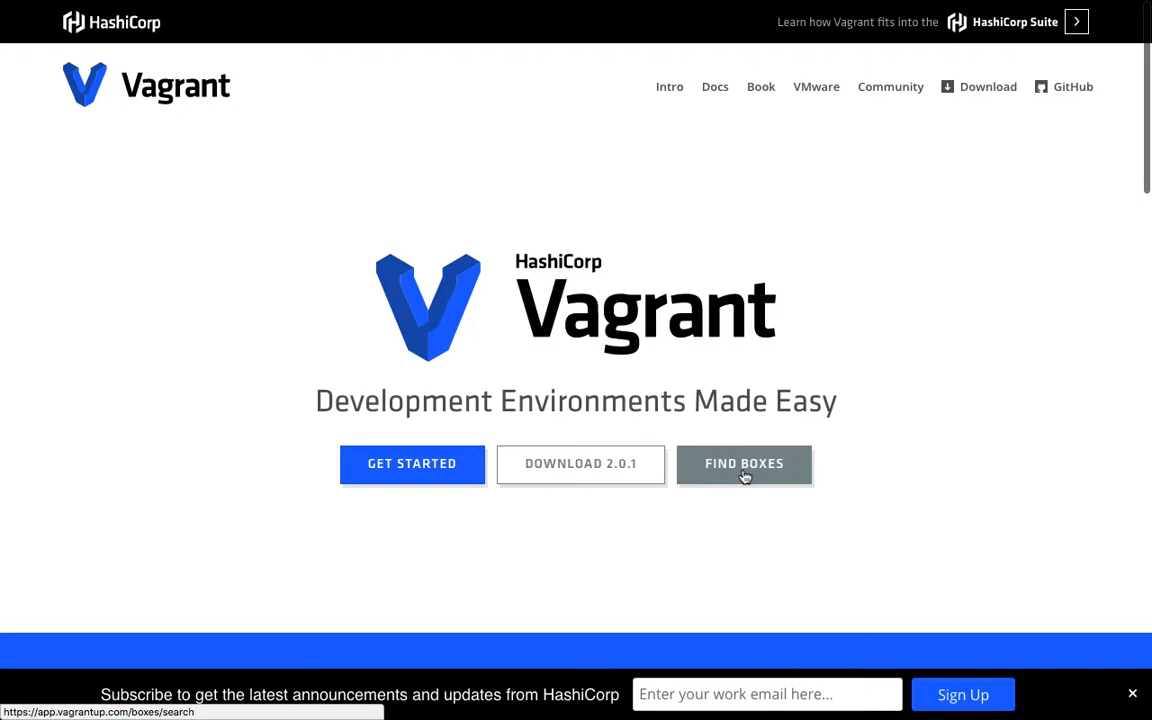 HashiCorp
Learn how Vagrant fits into the HashiCorp Suite
Vagrant
Intro Docs Book VMware Community Download GitHub
HashiCorp
Vagrant
Development Environments Made Easy
GET STARTED DOWNLOAD 2.0.1 FIND BOXES
Subscribe to get the latest announcements and updates from HashiCorp Enter your work email here... Sign Up ×
https://app.vagrantup.com/boxes/search